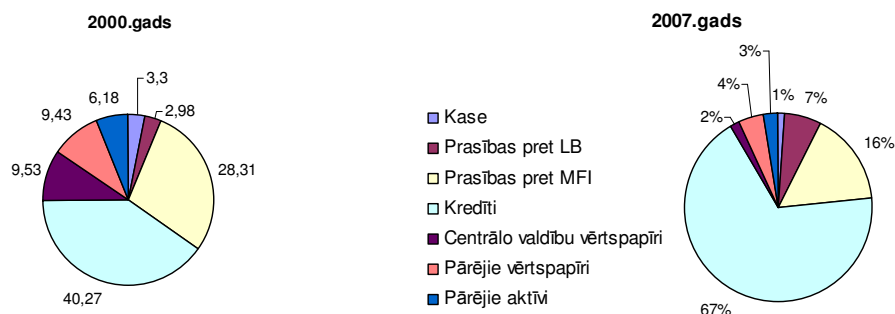 2000.gads
3,3
2,98
28,31
40,27
9,53
9,43
6,18
Kase
Prasības pret LB
Prasības pret MFI
Kredīti
Centrālo valdību vērtspapīri
Pārējie vērtspapīri
Pārējie aktīvi
2007.gads
1%
7%
16%
67%
2%
4%
3%